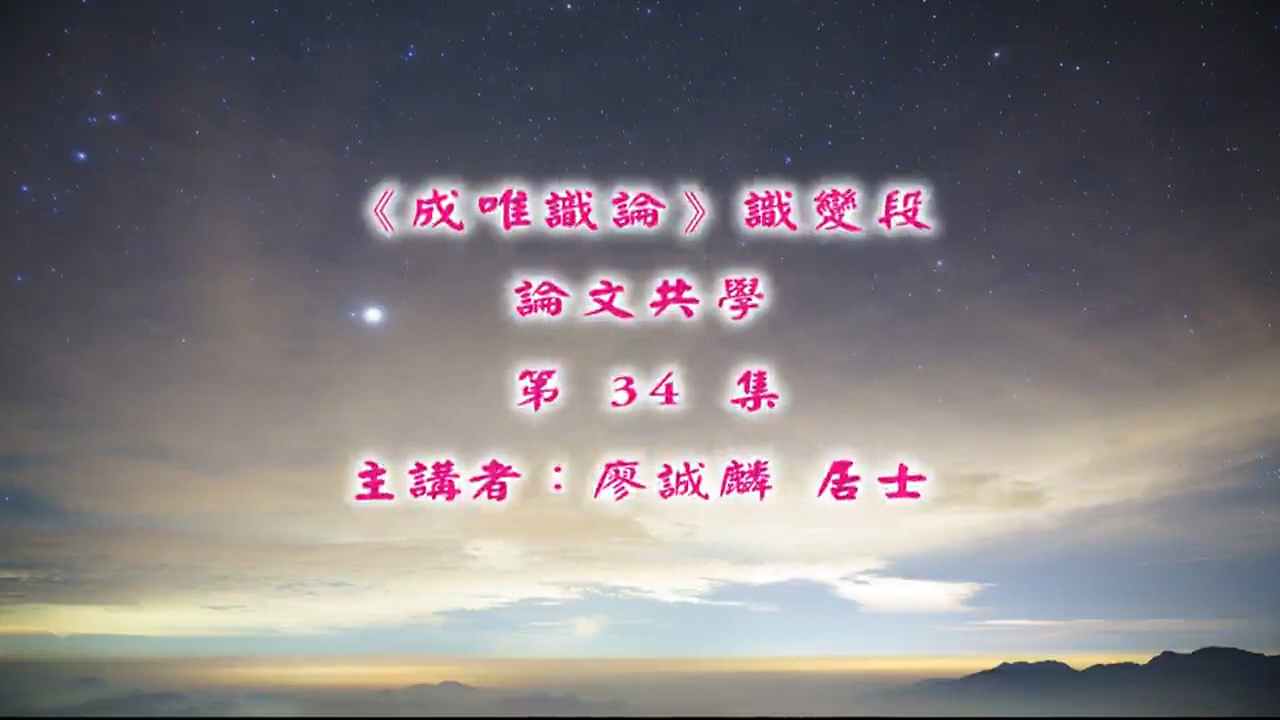 《成唯識論》識變段
論文共學
第 34 集
主講者：廖誠麟 居士